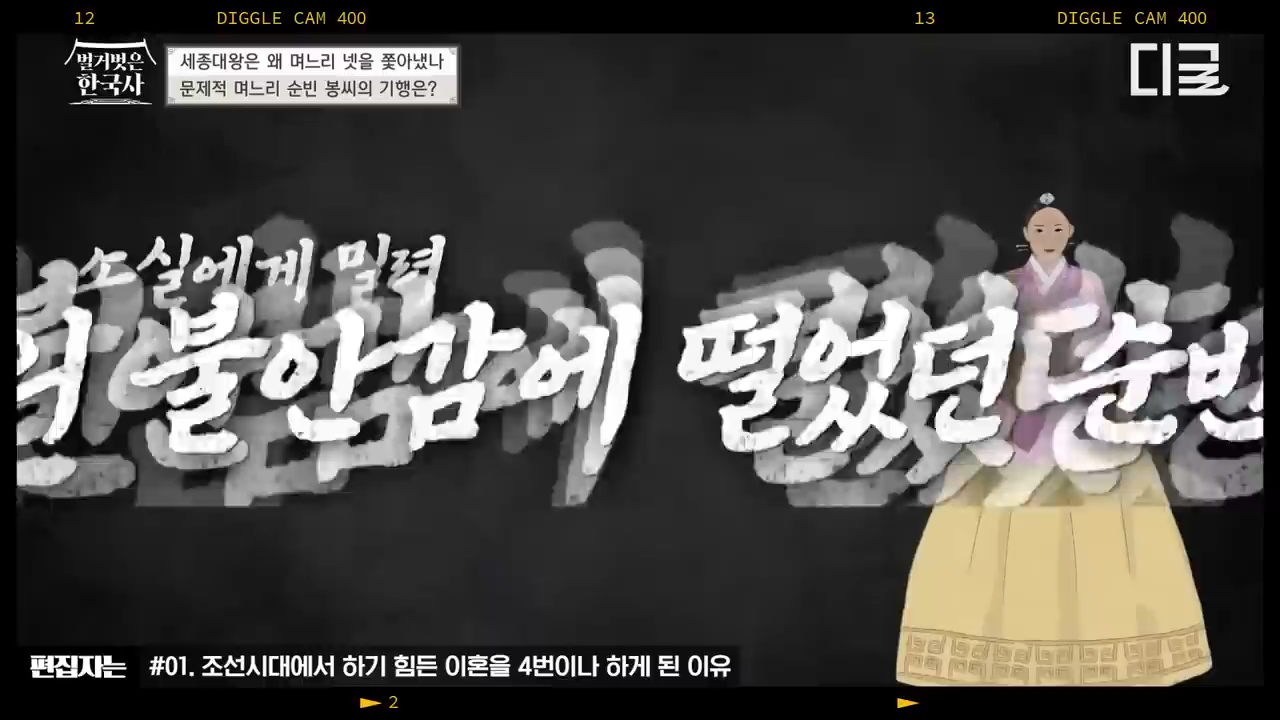 12 DIGGLE CAM 400 13 DIGGLE CAM 400
벌거벗은
한국사
세종대왕은 왜 며느리 넷을 쫓아냈나
문제적 며느리 순빈 봉씨의 기행은?
디글
소실에게 밀려
불안감에 떨었던 순빈
편집자는 #01. 조선시대에서 하기 힘든 이혼을 4번이나 하게 된 이유
2